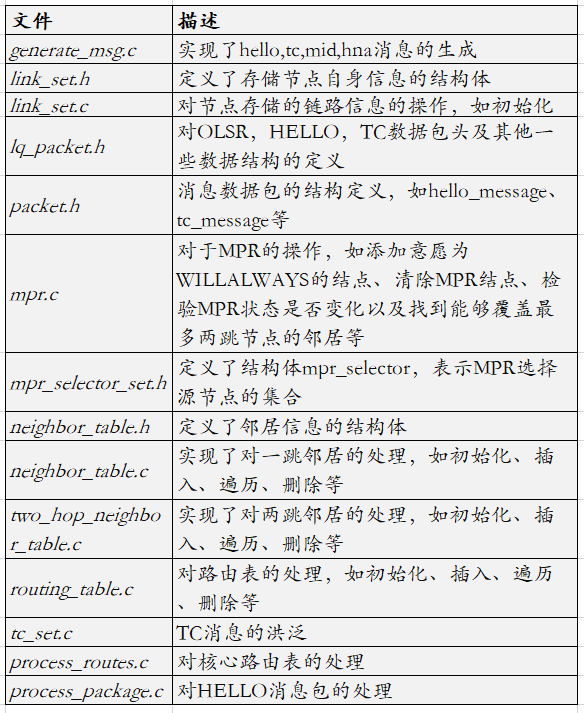 文件 描述
generate_msg.c 实现了hello,tc,mid,hna消息的生成
link_set.h 定义了存储节点自身信息的结构体
link_set.c 对节点存储的链路信息的操作，如初始化
lq_packet.h 对OLSR，HELLO，TC数据包头及其他一
些数据结构的定义
packet.h 消息数据包的结构定义，如hello_message、
tc_message等
mpr.c 对于MPR的操作，如添加意愿为
WILLALWAYS的结点、清除MPR结点、检
验MPR状态是否变化以及找到能够覆盖最
多两跳节点的邻居等
mpr_selector_set.h 定义了结构体mpr_selector，表示MPR选择
源节点的集合
neighbor_table.h 定义了邻居信息的结构体
neighbor_table.c 实现了对一跳邻居的处理，如初始化、插
入、遍历、删除等
two_hop_neighbo 实现了对两跳邻居的处理，如初始化、插
r_table.c 入、遍历、删除等
routing_table.c 对路由表的处理，如初始化、插入、遍历
、删除等
tc_set.c TC消息的洪泛
process_routes.c 对核心路由表的处理
process_package.c 对HELLO消息包的处理